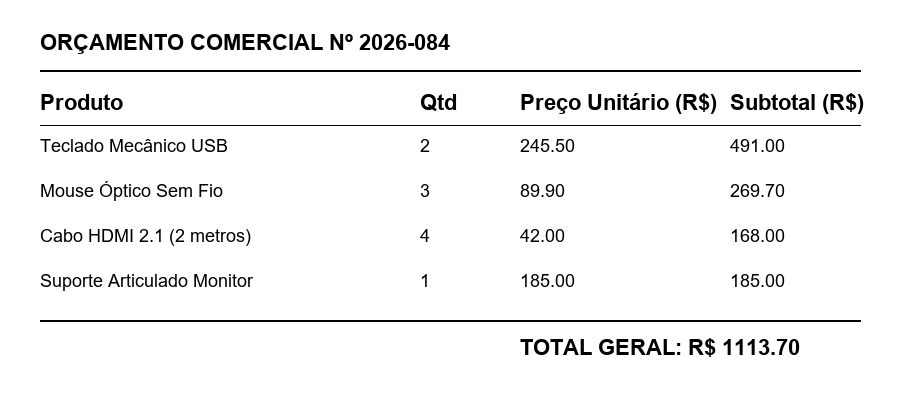 ORÇAMENTO COMERCIAL Nº 2026-084
Produto Qtd Preço Unitário (R$) Subtotal (R$)
Teclado Mecânico USB 2 245.50 491.00
Mouse Óptico Sem Fio 3 89.90 269.70
Cabo HDMI 2.1 (2 metros) 4 42.00 168.00
Suporte Articulado Monitor 1 185.00 185.00
TOTAL GERAL: R$ 1113.70